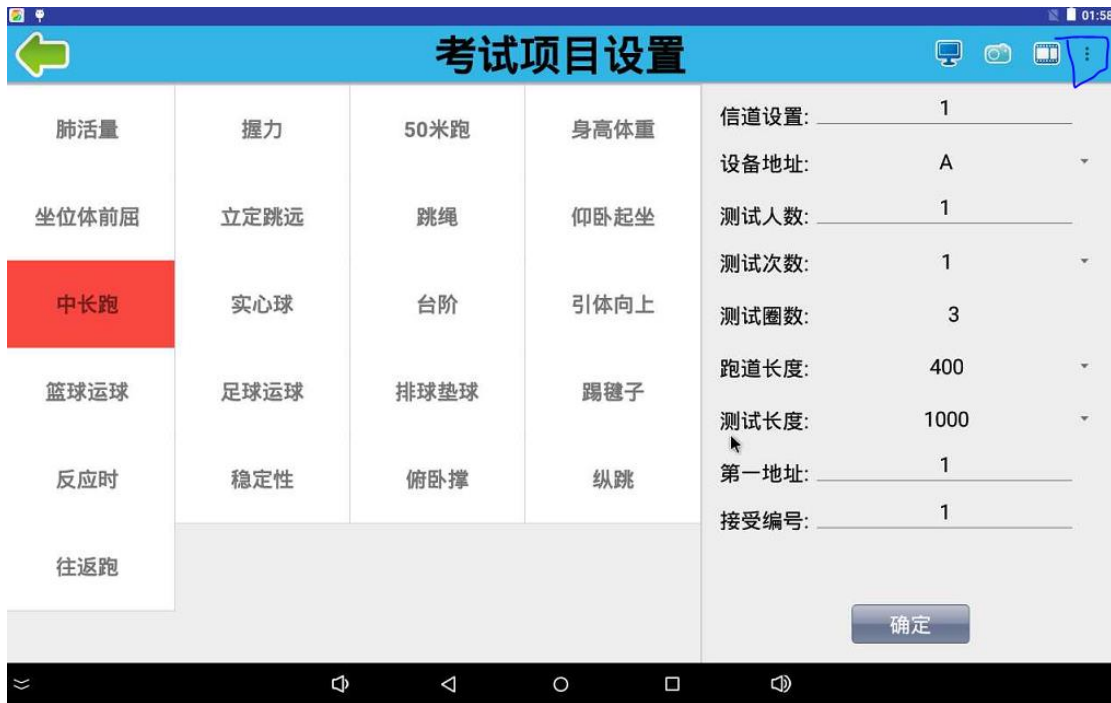 01:58
考试项目设置
肺活量 握力 50米跑 身高体重
坐位体前屈 立定跳远 跳绳 仰卧起坐
中长跑 实心球 台阶 引体向上
篮球运球 足球运球 排球垫球 踢毽子
反应时 稳定性 俯卧撑 纵跳
往返跑
信道设置: 1
设备地址: A
测试人数: 1
测试次数: 1
测试圈数: 3
跑道长度: 400
测试长度: 1000
第一地址: 1
接受编号: 1
确定